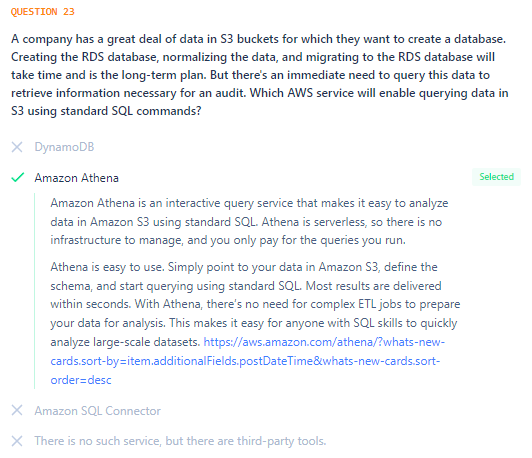 QUESTION 23
A company has a great deal of data in S3 buckets for which they want to create a database.
Creating the RDS database, normalizing the data, and migrating to the RDS database will
take time and is the long-term plan. But there's an immediate need to query this data to
retrieve information necessary for an audit. Which AWS service will enable querying data in
S3 using standard SQL commands?
DynamoDB
Amazon Athena
Selected
Amazon Athena is an interactive query service that makes it easy to analyze
data in Amazon S3 using standard SQL. Athena is serverless, so there is no
infrastructure to manage, and you only pay for the queries you run.
Athena is easy to use. Simply point to your data in Amazon S3, define the
schema, and start querying using standard SQL. Most results are delivered
within seconds. With Athena, there's no need for complex ETL jobs to prepare
your data for analysis. This makes it easy for anyone with SQL skills to quickly
analyze large-scale datasets. https://aws.amazon.com/athena/?whats-new-
cards.sort-by=item.additionalFields.postDateTime&whats-new-cards.sort-
order=desc
Amazon SQL Connector
There is no such service, but there are third-party tools.